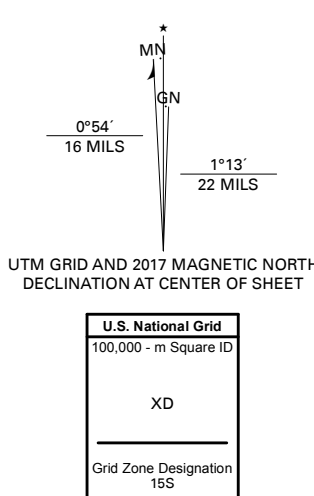 MN
GN
0°54´
16 MILS
1°13´
22 MILS
UTM GRID AND 2017 MAGNETIC NORTH
DECLINATION AT CENTER OF SHEET
U.S. National Grid
100,000 - m Square ID
XD
Grid Zone Designation
15S